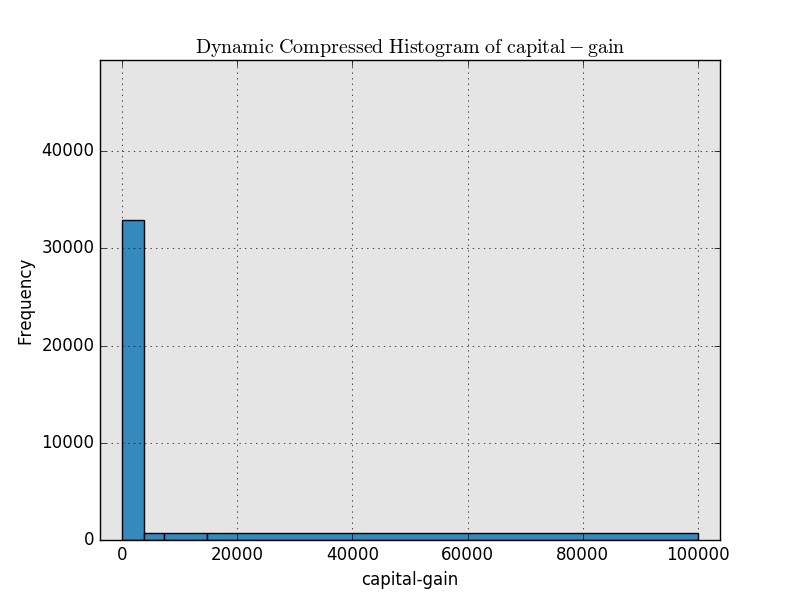 Dynamic Compressed Histogram of capital − gain
40000
30000
20000
10000
0
Frequency
0 20000 40000 60000 80000 100000
capital-gain